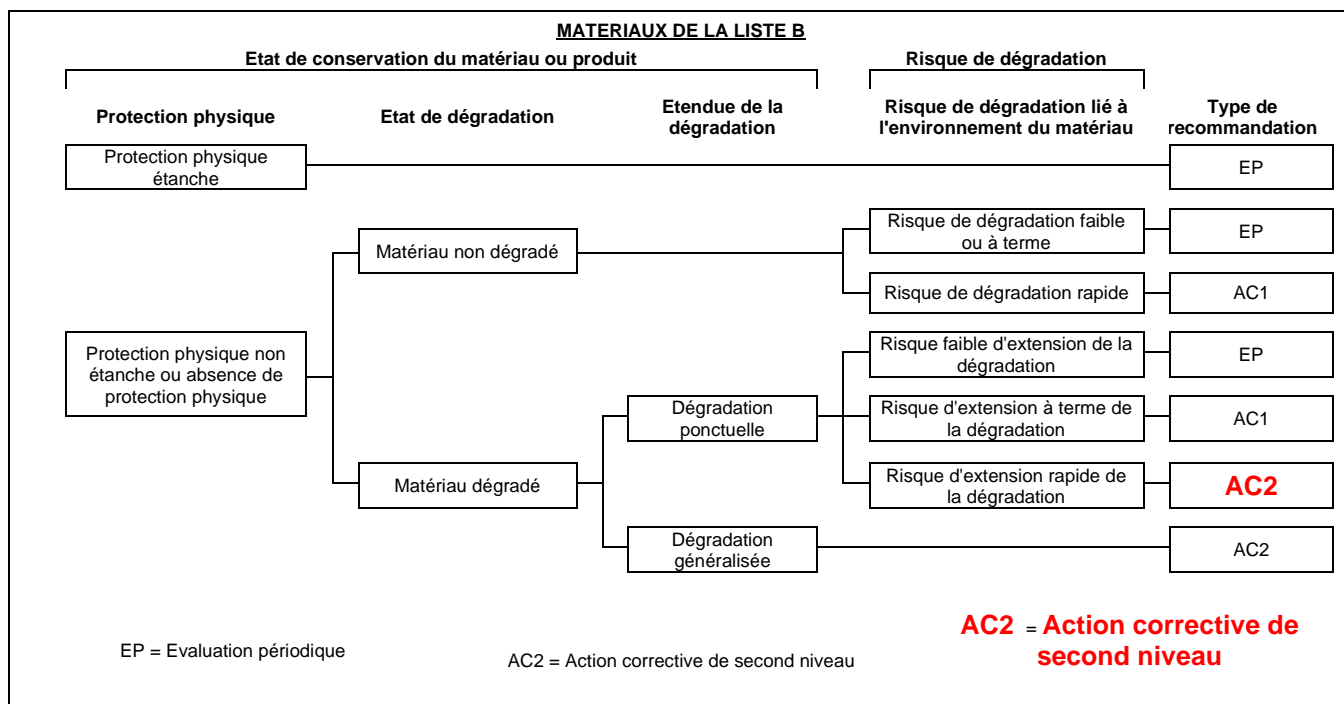 MATERIAUX DE LA LISTE B
Etat de conservation du matériau ou produit
Risque de dégradation
Protection physique
Etat de dégradation
Etendue de la
dégradation
Risque de dégradation lié à
l'environnement du matériau
Type de
recommandation
Protection physique
étanche
EP
Matériau non dégradé
Risque de dégradation faible
ou à terme
EP
Risque de dégradation rapide
AC1
Protection physique non
étanche ou absence de
protection physique
Risque faible d'extension de la
dégradation
EP
Dégradation
ponctuelle
Risque d'extension à terme de
la dégradation
AC1
Matériau dégradé
Risque d'extension rapide de
la dégradation
AC2
Dégradation
généralisée
AC2
EP = Evaluation périodique
AC2 = Action corrective de second niveau
AC2 = Action corrective de
second niveau